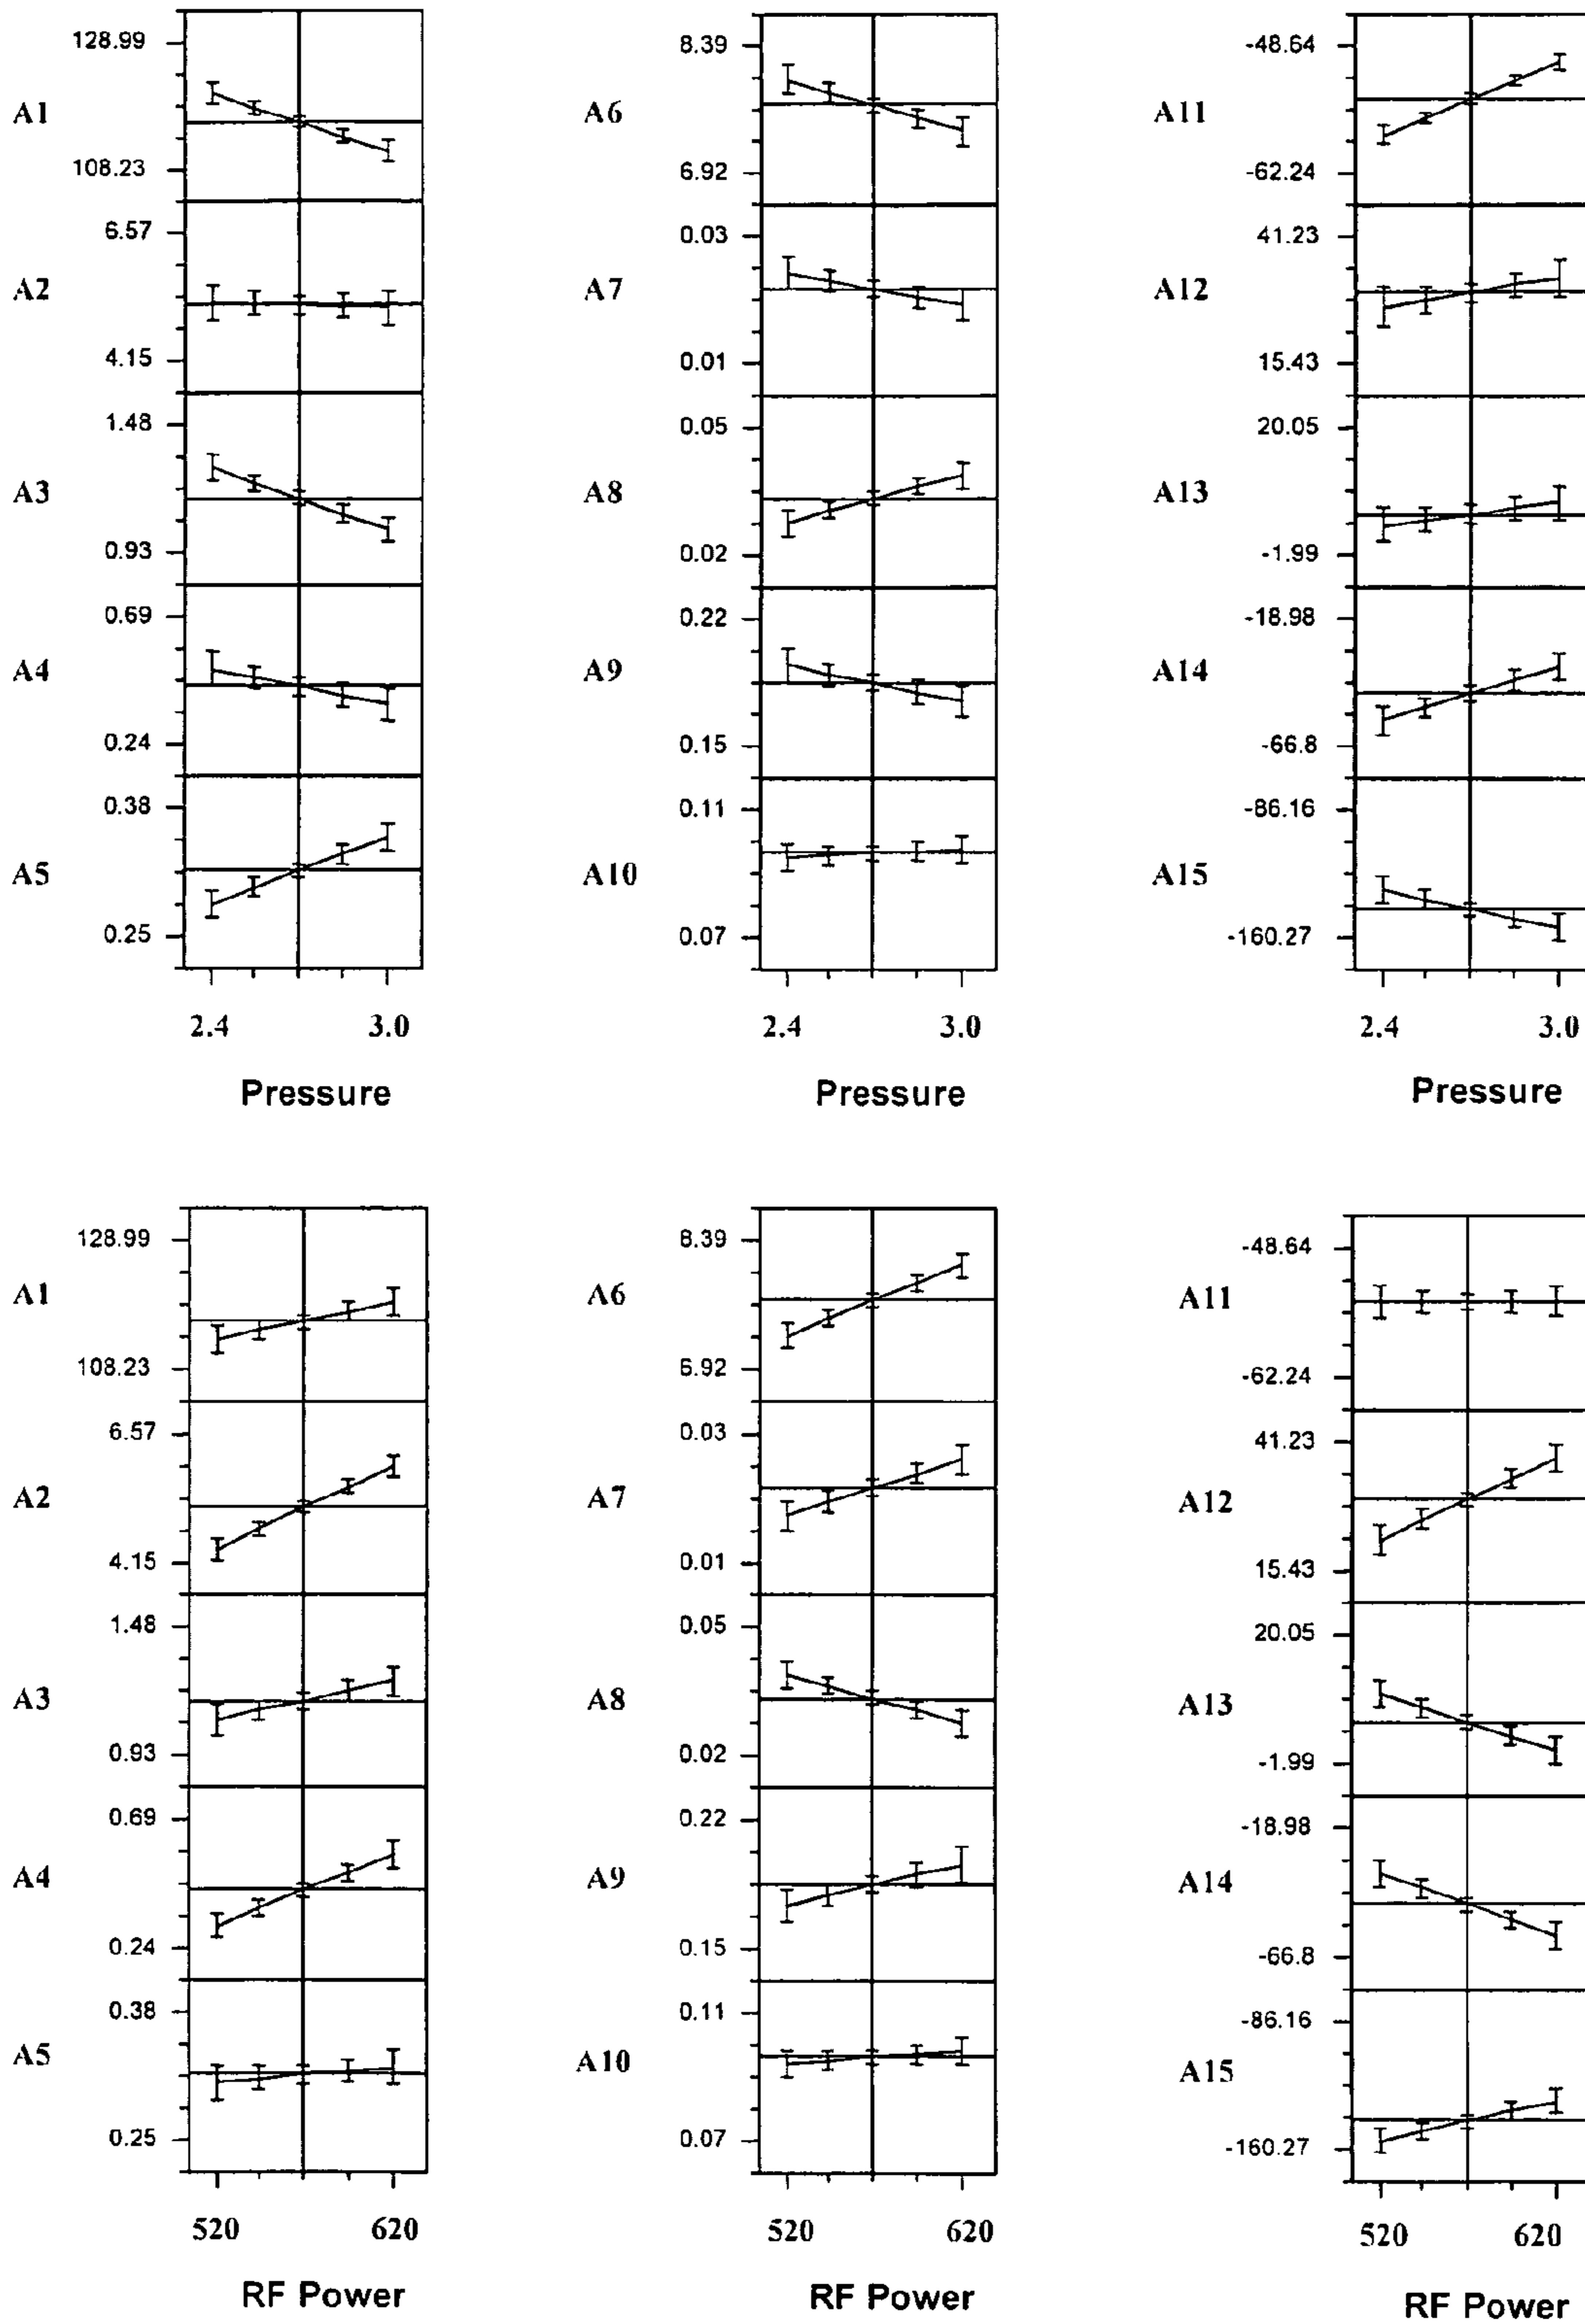 128.99
A1
108.23
6.57
A2
4.15
1.48
A3
0.93
0.69
A4
0.24
0.38
A5
0.25
2.4 3.0
Pressure
8.39
A6
6.92
0.03
A7
0.01
0.05
A8
0.02
0.22
A9
0.15
0.11
A10
0.07
2.4 3.0
Pressure
-48.64
A11
-62.24
41.23
A12
15.43
20.05
A13
-1.99
-18.98
A14
-66.8
-86.16
A15
-160.27
2.4 3.0
Pressure
128.99
A1
108.23
6.57
A2
4.15
1.48
A3
0.93
0.69
A4
0.24
0.38
A5
0.25
520 620
RF Power
8.39
A6
6.92
0.03
A7
0.01
0.05
A8
0.02
0.22
A9
0.15
0.11
A10
0.07
520 620
RF Power
-48.64
A11
-62.24
41.23
A12
15.43
20.05
A13
-1.99
-18.98
A14
-66.8
-86.16
A15
-160.27
520 620
RF Power